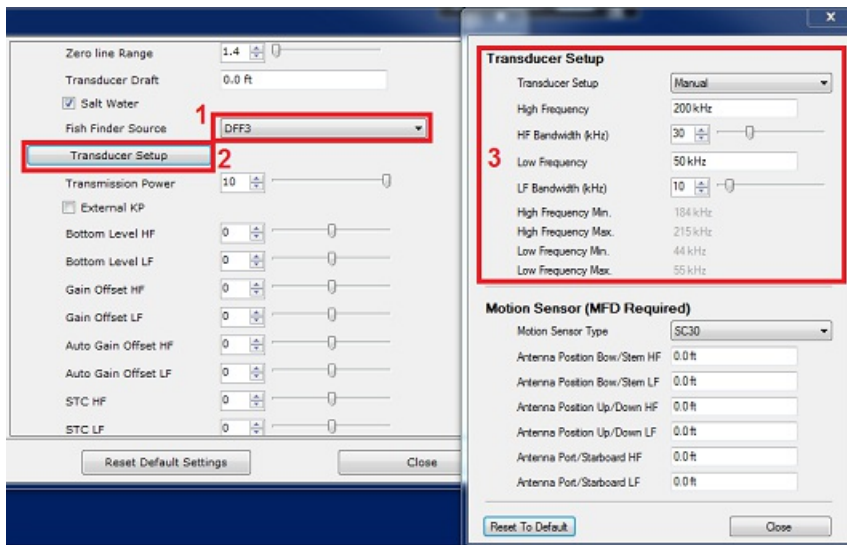 Zero line Range 1.4
Transducer Draft 0.0 ft
Salt Water
1
Fish Finder Source DFF3
Transducer Setup
2
Transmission Power 10
External KP
Bottom Level HF 0
Bottom Level LF 0
Gain Offset HF 0
Gain Offset LF 0
Auto Gain Offset HF 0
Auto Gain Offset LF 0
STC HF 0
STC LF 0
Reset Default Settings Close
x
Transducer Setup
Transducer Setup Manual
High Frequency 200 kHz
HF Bandwidth (kHz) 30
3
Low Frequency 50 kHz
LF Bandwidth (kHz) 10
High Frequency Min. 184 kHz
High Frequency Max. 215 kHz
Low Frequency Min. 44 kHz
Low Frequency Max. 55 kHz
Motion Sensor (MFD Required)
Motion Sensor Type SC30
Antenna Position Bow/Stern HF 0.0 ft
Antenna Position Bow/Stern LF 0.0 ft
Antenna Position Up/Down HF 0.0 ft
Antenna Position Up/Down LF 0.0 ft
Antenna Port/Starboard HF 0.0 ft
Antenna Port/Starboard LF 0.0 ft
Reset To Default Close